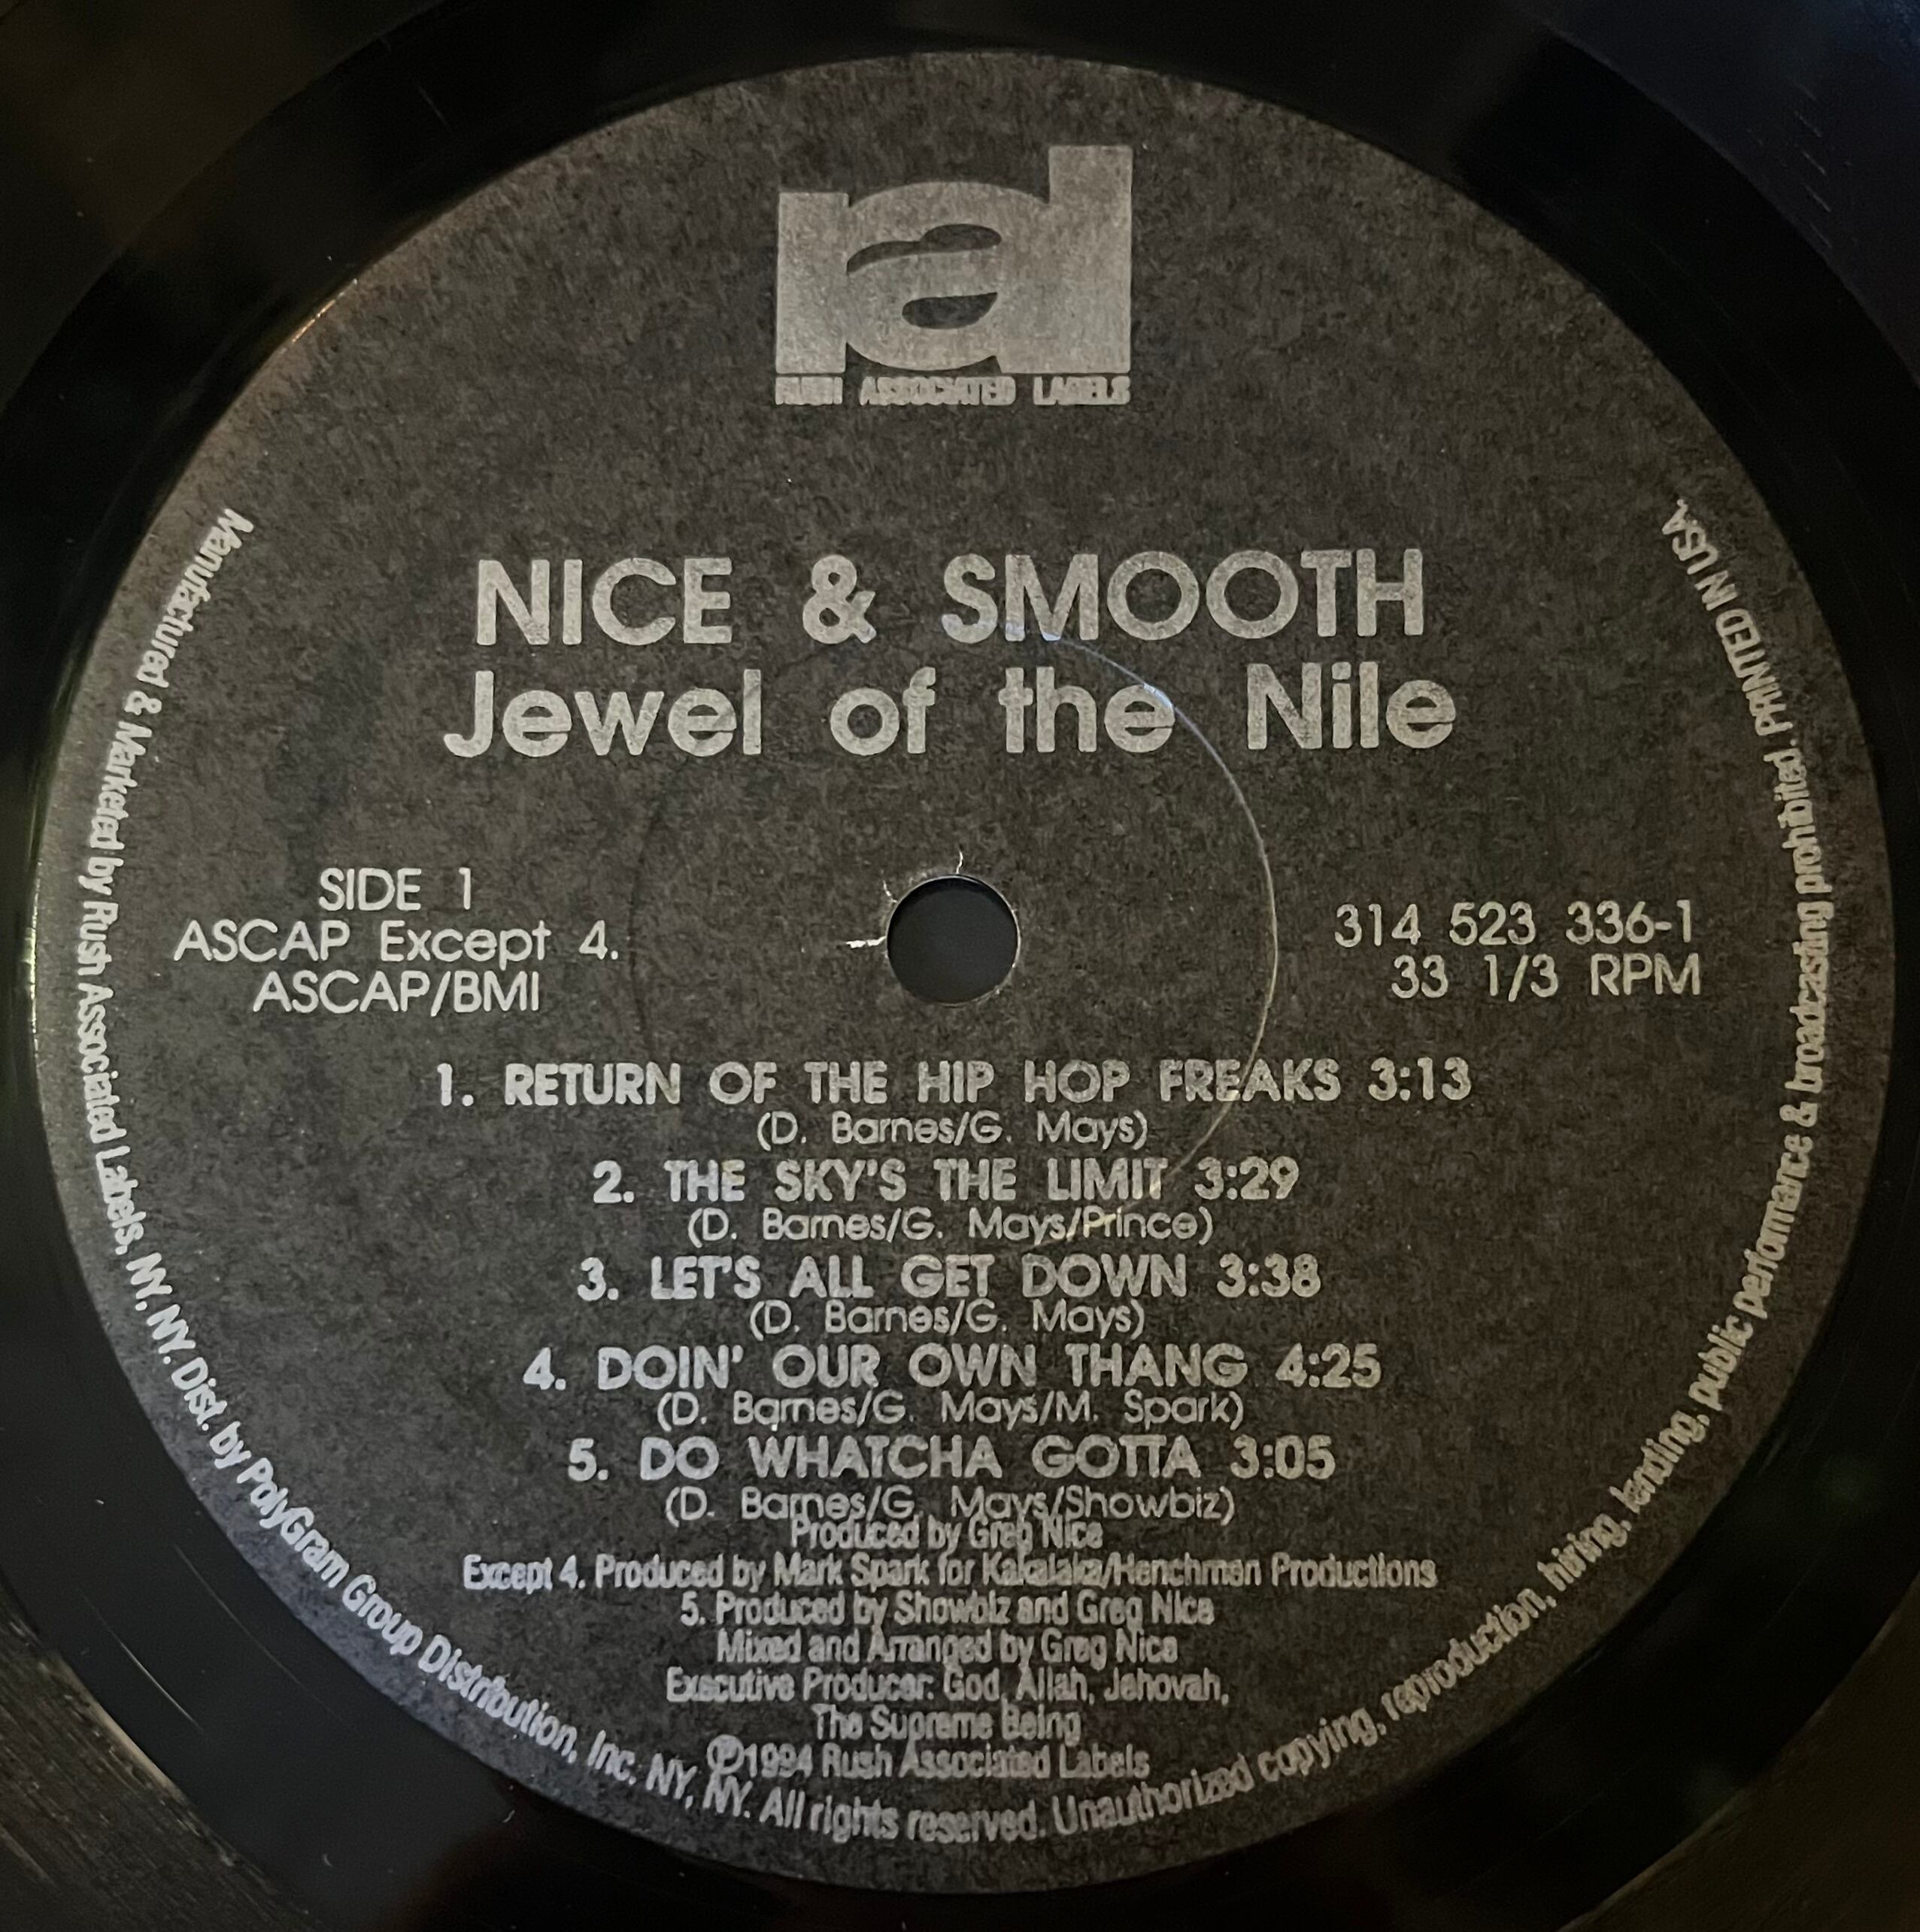 ral
RUSH ASSOCIATED LABELS
NICE & SMOOTH
Jewel of the Nile
SIDE 1
ASCAP Except 4.
ASCAP/BMI
314 523 336-1
33 1/3 RPM
1. RETURN OF THE HIP HOP FREAKS 3:13
(D. Barnes/G. Mays)
2. THE SKY'S THE LIMIT 3:29
(D. Barnes/G. Mays/Prince)
3. LET'S ALL GET DOWN 3:38
(D. Barnes/G. Mays)
4. DOIN' OUR OWN THANG 4:25
(D. Barnes/G. Mays/M. Spark)
5. DO WHATCHA GOTTA 3:05
(D. Barnes/G. Mays/Showbiz)
Produced by Greg Nice
Except 4. Produced by Mark Spark for Kakalaka/Henchmen Productions
5. Produced by Showbiz and Greg Nice
Mixed and Arranged by Greg Nice
Executive Producer: God, Allah, Jehovah,
The Supreme Being
℗1994 Rush Associated Labels
Manufactured & Marketed by Rush Associated Labels, NY, NY. Dist. by PolyGram Group Distribution, Inc. NY, NY. All rights reserved. Unauthorized copying, reproduction, hiring, lending, public performance & broadcasting prohibited. PRINTED IN USA.